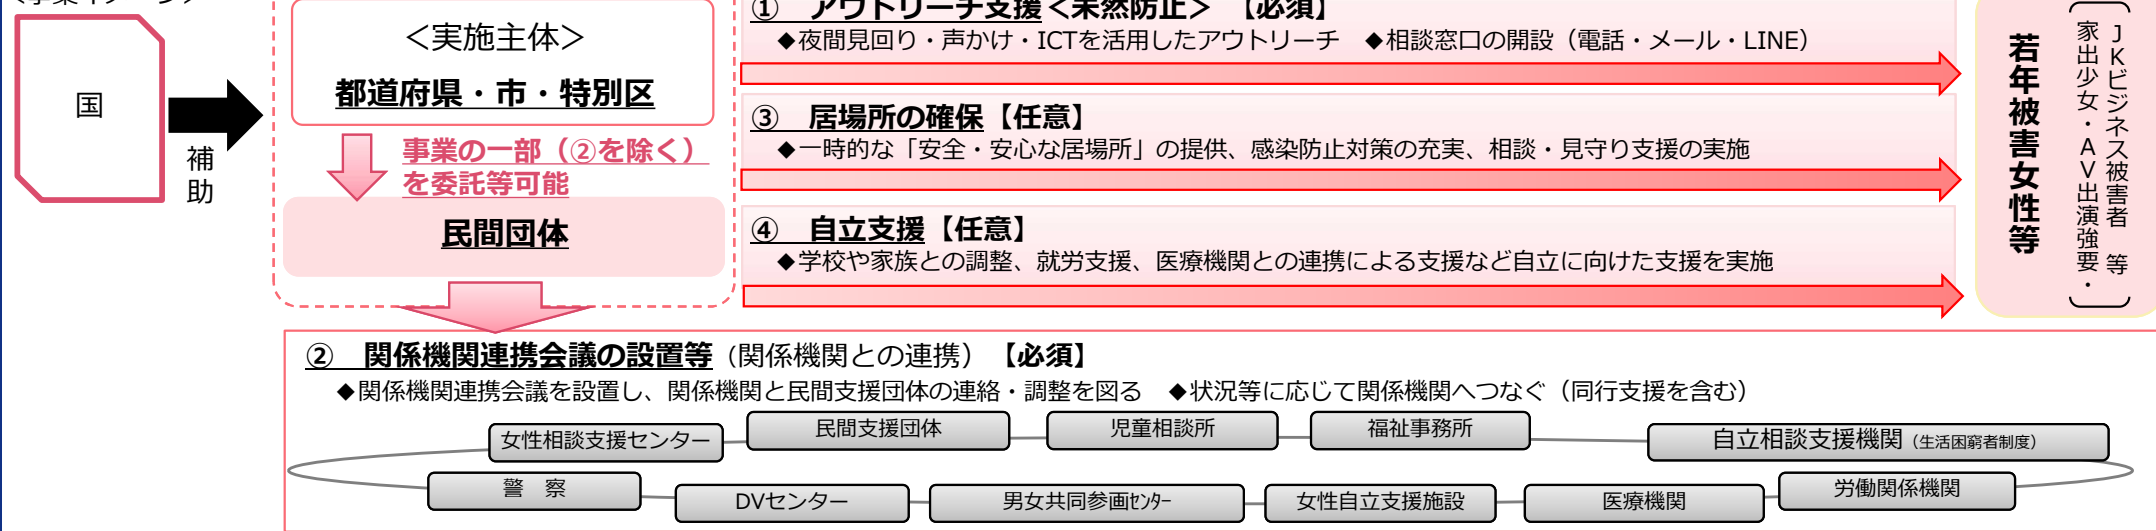 <事業イメージ>
国
補助
<実施主体>
都道府県・市・特別区
事業の一部（②を除く）
を委託等可能
民間団体
①　アウトリーチ支援<未然防止>　【必須】
◆夜間見回り・声かけ・ICTを活用したアウトリーチ　◆相談窓口の開設（電話・メール・LINE）
③　居場所の確保【任意】
◆一時的な「安全・安心な居場所」の提供、感染防止対策の充実、相談・見守り支援の実施
④　自立支援【任意】
◆学校や家族との調整、就労支援、医療機関との連携による支援など自立に向けた支援を実施
若年被害女性等
JKビジネス被害者　等
家出少女・AV出演強要・
②　関係機関連携会議の設置等（関係機関との連携）　【必須】
◆関係機関連携会議を設置し、関係機関と民間支援団体の連絡・調整を図る　◆状況等に応じて関係機関へつなぐ（同行支援を含む）
女性相談支援センター
民間支援団体
児童相談所
福祉事務所
自立相談支援機関（生活困窮者制度）
警　察
DVセンター
男女共同参画ｾﾝﾀｰ
女性自立支援施設
医療機関
労働関係機関